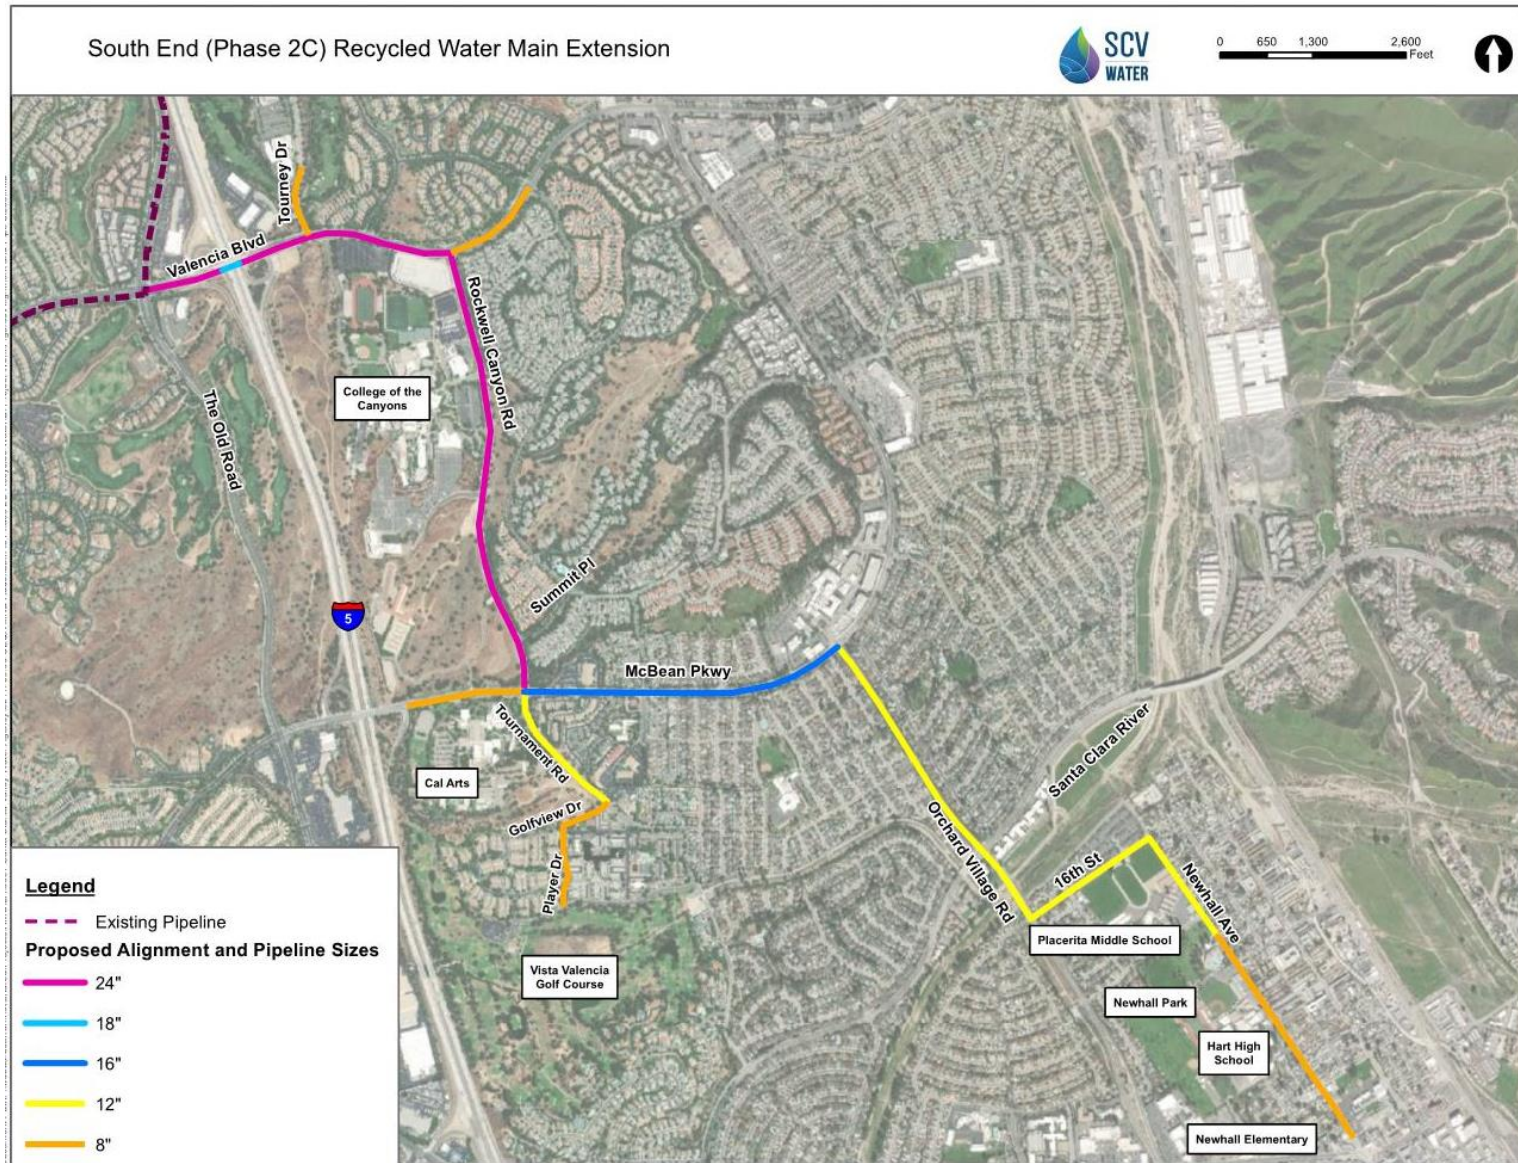 South End (Phase 2C) Recycled Water Main Extension
SCV
WATER
0 650 1,300 2,600
Feet
Tourney Dr
Valencia Blvd
Rockwell Canyon Rd
College of the
Canyons
The Old Road
Summit Pl
5
McBean Pkwy
Tournament Rd
Cal Arts
Golfview Dr
Player Dr
Santa Clara River
Orchard Village Rd
16th St
Newhall Ave
Placerita Middle School
Vista Valencia
Golf Course
Newhall Park
Hart High
School
Newhall Elementary
Legend
Existing Pipeline
Proposed Alignment and Pipeline Sizes
24"
18"
16"
12"
8"